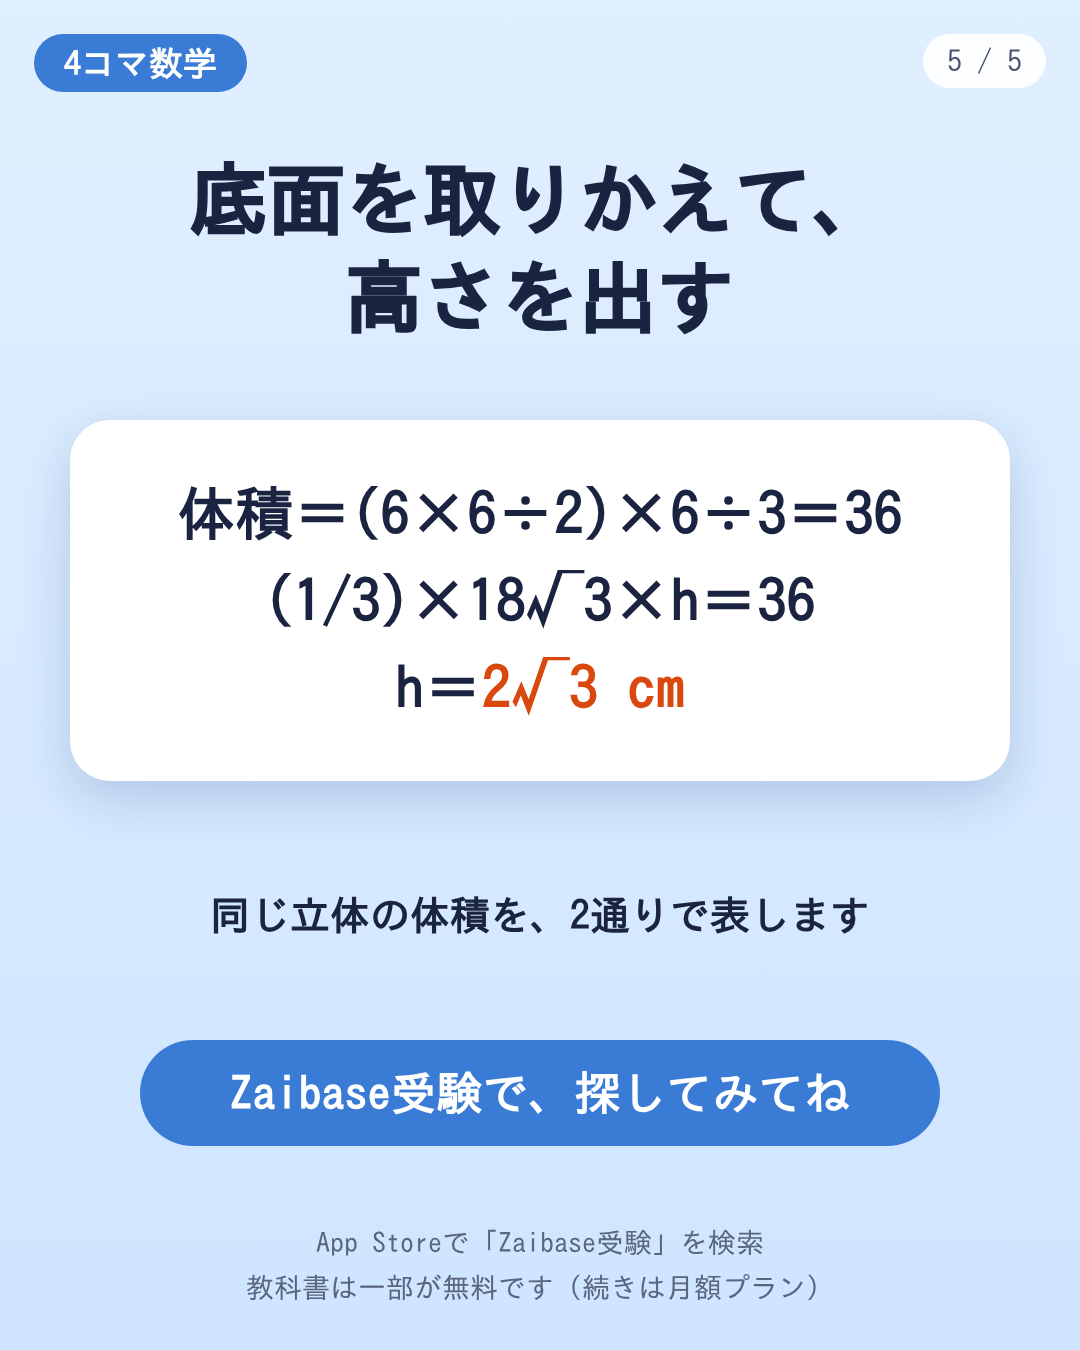 4コマ数学
5 / 5
底面を取りかえて、
高さを出す
体積＝(6×6÷2)×6÷3＝36
(1/3)×18√3×h＝36
h＝2√3 cm
同じ立体の体積を、2通りで表します
Zaibase受験で、探してみてね
App Storeで「Zaibase受験」を検索
教科書は一部が無料です（続きは月額プラン）